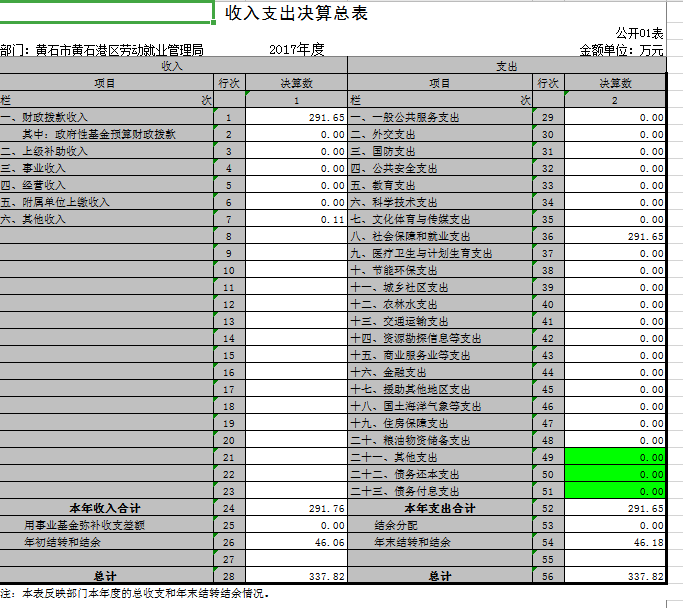 收入支出决算总表
公开01表
部门：黄石市黄石港区劳动就业管理局 2017年度 金额单位：万元
收入 支出
项目 行次 决算数 项目 行次 决算数
栏 次 1 栏 次 2
一、财政拨款收入 1 291.65 一、一般公共服务支出 29 0.00
其中：政府性基金预算财政拨款 2 0.00 二、外交支出 30 0.00
二、上级补助收入 3 0.00 三、国防支出 31 0.00
三、事业收入 4 0.00 四、公共安全支出 32 0.00
四、经营收入 5 0.00 五、教育支出 33 0.00
五、附属单位上缴收入 6 0.00 六、科学技术支出 34 0.00
六、其他收入 7 0.11 七、文化体育与传媒支出 35 0.00
8 八、社会保障和就业支出 36 291.65
9 九、医疗卫生与计划生育支出 37 0.00
10 十、节能环保支出 38 0.00
11 十一、城乡社区支出 39 0.00
12 十二、农林水支出 40 0.00
13 十三、交通运输支出 41 0.00
14 十四、资源勘探信息等支出 42 0.00
15 十五、商业服务业等支出 43 0.00
16 十六、金融支出 44 0.00
17 十七、援助其他地区支出 45 0.00
18 十八、国土海洋气象等支出 46 0.00
19 十九、住房保障支出 47 0.00
20 二十、粮油物资储备支出 48 0.00
21 二十一、其他支出 49 0.00
22 二十二、债务还本支出 50 0.00
23 二十三、债务付息支出 51 0.00
本年收入合计 24 291.76 本年支出合计 52 291.65
用事业基金弥补收支差额 25 0.00 结余分配 53 0.00
年初结转和结余 26 46.06 年末结转和结余 54 46.18
27 55
总计 28 337.82 总计 56 337.82
注：本表反映部门本年度的总收支和年末结转结余情况。